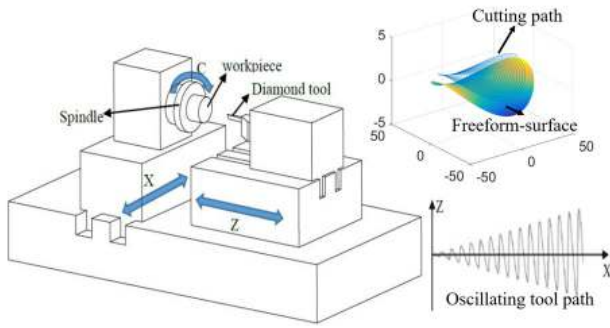 C
workpiece
Diamond tool
Spindle
X
Z
Cutting path
5
0
-5
50
0
-50
-50
0
50
Freeform-surface
Z
X
Oscillating tool path